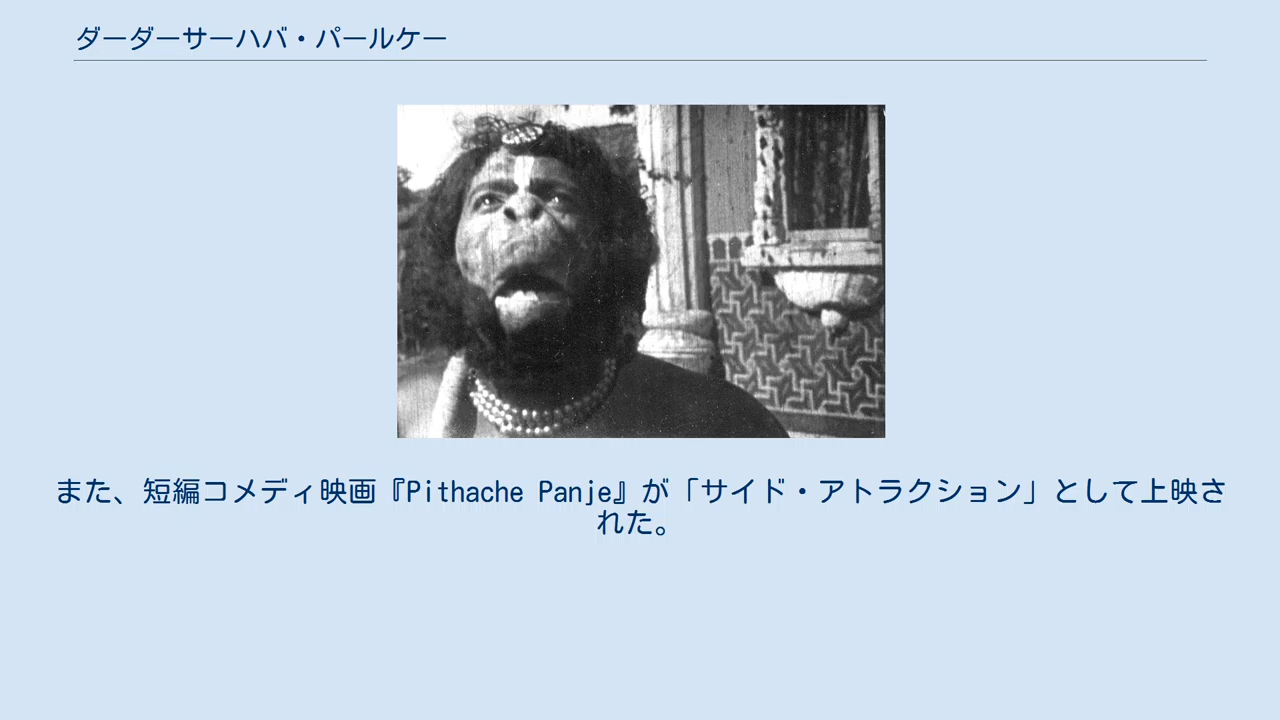 ダーダーサーハバ・パールケー
また、短編コメディ映画『Pithache Panje』が「サイド・アトラクション」として上映さ
れた。